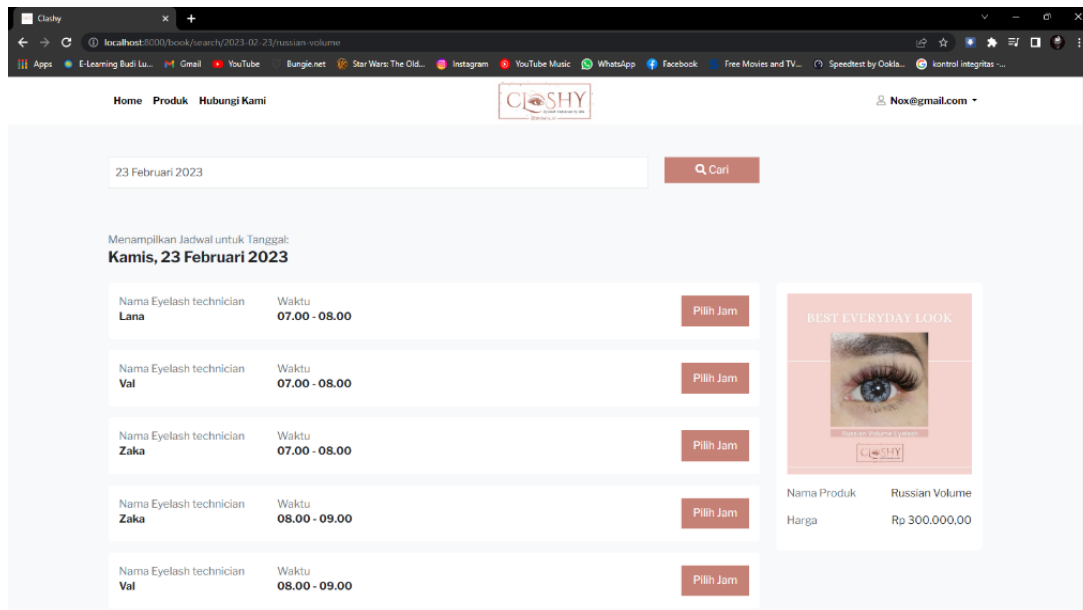 Clashy
localhost:8000/book/search/2023-02-23/russian-volume
Apps E-Learning Budi Lu... Gmail YouTube Bungie.net Star Wars: The Old... Instagram YouTube Music WhatsApp Facebook Free Movies and TV... Speedtest by Ookla... kontrol integritas -...
Home Produk Hubungi Kami
CLASHY
Nox@gmail.com
23 Februari 2023
Cari
Menampilkan Jadwal untuk Tanggal:
Kamis, 23 Februari 2023
Nama Eyelash technician Waktu
Lana 07.00 - 08.00
Pilih Jam
Nama Eyelash technician Waktu
Val 07.00 - 08.00
Pilih Jam
Nama Eyelash technician Waktu
Zaka 07.00 - 08.00
Pilih Jam
Nama Eyelash technician Waktu
Zaka 08.00 - 09.00
Pilih Jam
Nama Eyelash technician Waktu
Val 08.00 - 09.00
Pilih Jam
BEST EVERYDAY LOOK
Russian Volume Eyelash
CLASHY
Nama Produk Russian Volume
Harga Rp 300.000,00